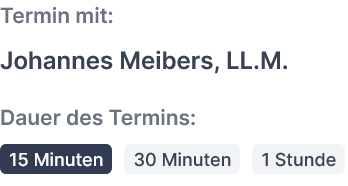 Termin mit:
Johannes Meibers, LL.M.
Dauer des Termins:
15 Minuten 30 Minuten 1 Stunde